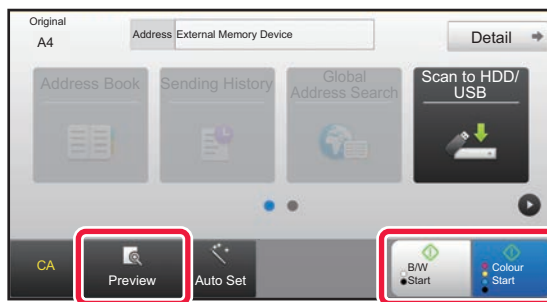 Original
A4
Address External Memory Device
Detail
Address Book
Sending History
Global
Address Search
Scan to HDD/
USB
CA
Preview
Auto Set
B/W
Start
Colour
Start